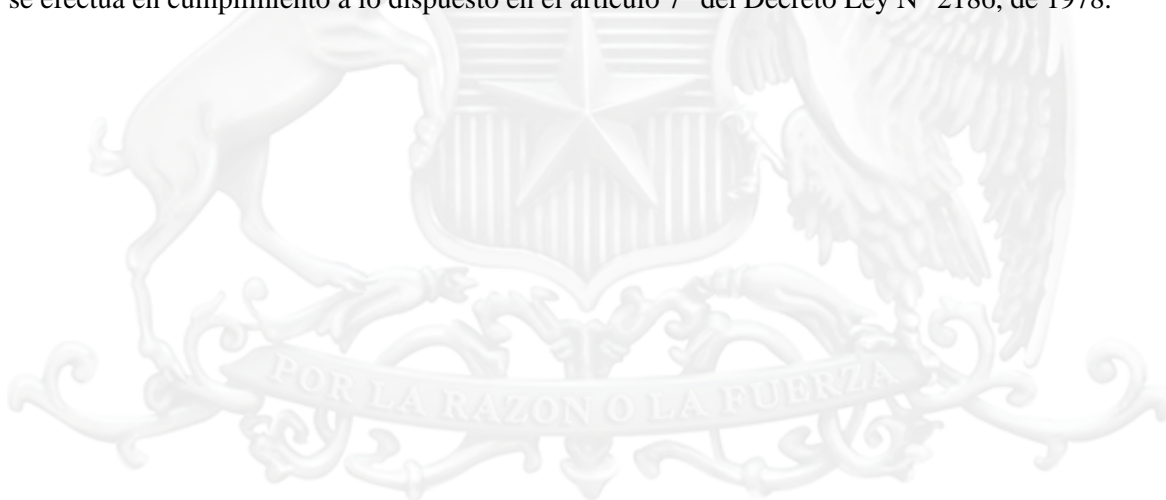 se efectúa en cumplimiento a lo dispuesto en el artículo 7° del Decreto Ley N° 2186, de 1978.
POR LA RAZON O LA FUERZA